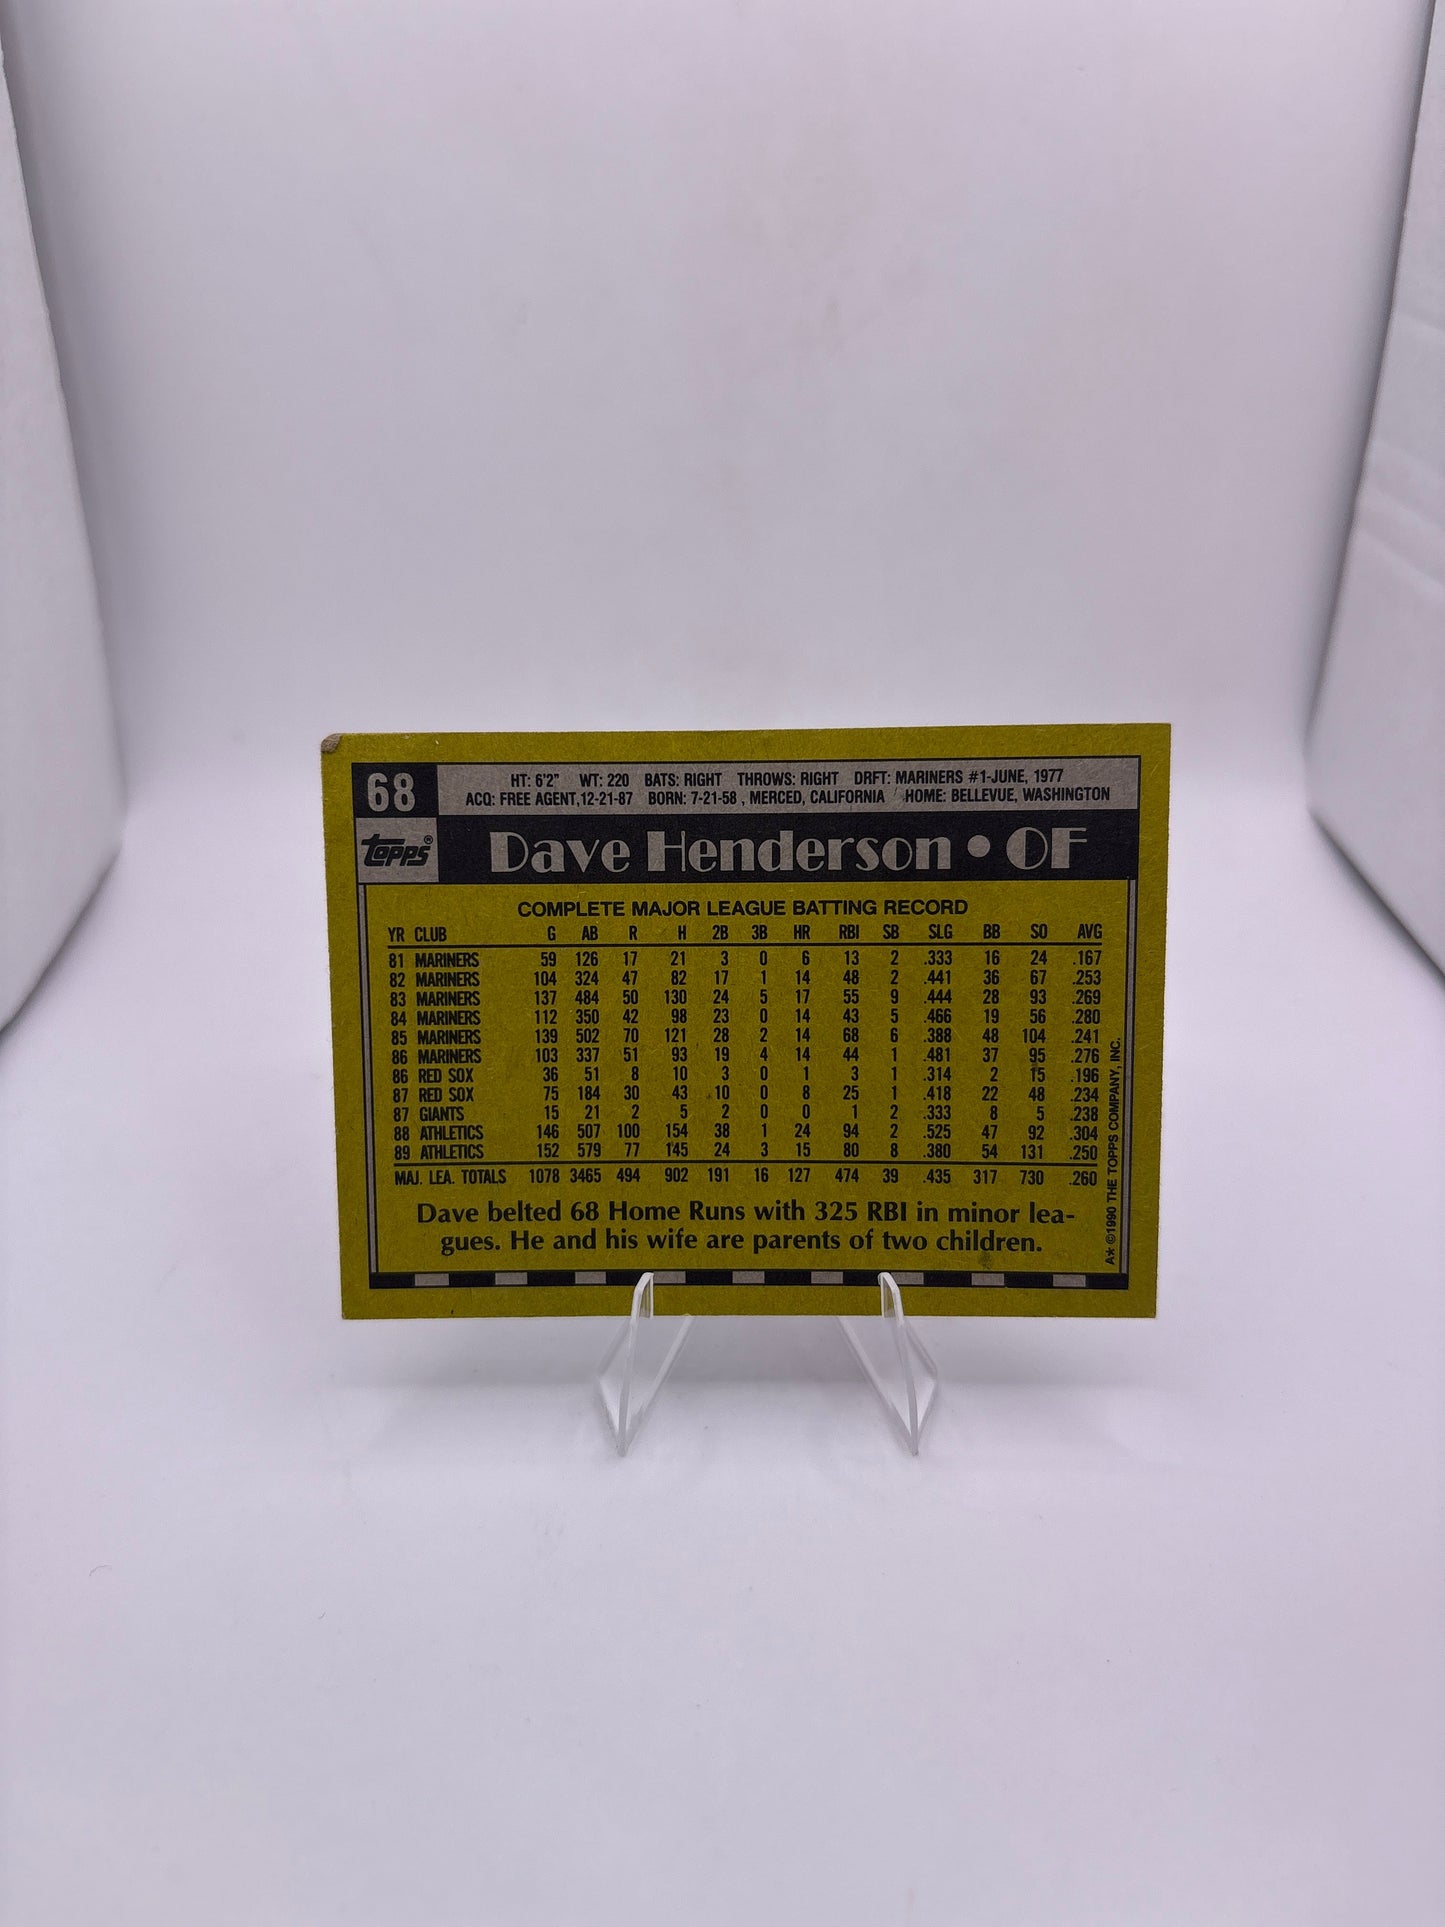 68
HT: 6'2" WT: 220 BATS: RIGHT THROWS: RIGHT DRFT: MARINERS #1-JUNE, 1977
ACQ: FREE AGENT,12-21-87 BORN: 7-21-58 , MERCED, CALIFORNIA HOME: BELLEVUE, WASHINGTON
topps®
Dave Henderson • OF
COMPLETE MAJOR LEAGUE BATTING RECORD
YR CLUB G AB R H 2B 3B HR RBI SB SLG BB SO AVG
81 MARINERS 59 126 17 21 3 0 6 13 2 .333 16 24 .167
82 MARINERS 104 324 47 82 17 1 14 48 2 .441 36 67 .253
83 MARINERS 137 484 50 130 24 5 17 55 9 .444 28 93 .269
84 MARINERS 112 350 42 98 23 0 14 43 5 .466 19 56 .280
85 MARINERS 139 502 70 121 28 2 14 68 6 .388 48 104 .241
86 MARINERS 103 337 51 93 19 4 14 44 1 .481 37 95 .276
86 RED SOX 36 51 8 10 3 0 1 3 1 .314 2 15 .196
87 RED SOX 75 184 30 43 10 0 8 25 1 .418 22 48 .234
87 GIANTS 15 21 2 5 2 0 0 1 2 .333 8 5 .238
88 ATHLETICS 146 507 100 154 38 1 24 94 2 .525 47 92 .304
89 ATHLETICS 152 579 77 145 24 3 15 80 8 .380 54 131 .250
MAJ. LEA. TOTALS 1078 3465 494 902 191 16 127 474 39 .435 317 730 .260
Dave belted 68 Home Runs with 325 RBI in minor lea-
gues. He and his wife are parents of two children.
A* ©1990 THE TOPPS COMPANY, INC.